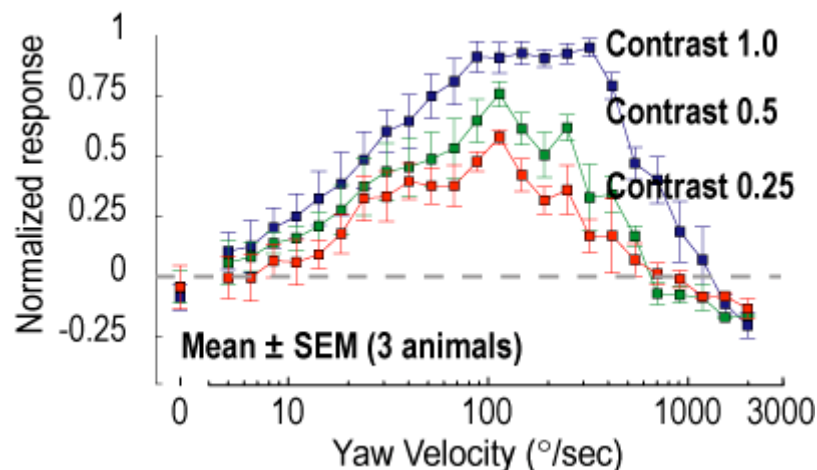 1
0.75
0.5
0.25
0
-0.25
Normalized response
Contrast 1.0
Contrast 0.5
Contrast 0.25
Mean ± SEM (3 animals)
0 10 100 1000 3000
Yaw Velocity (°/sec)